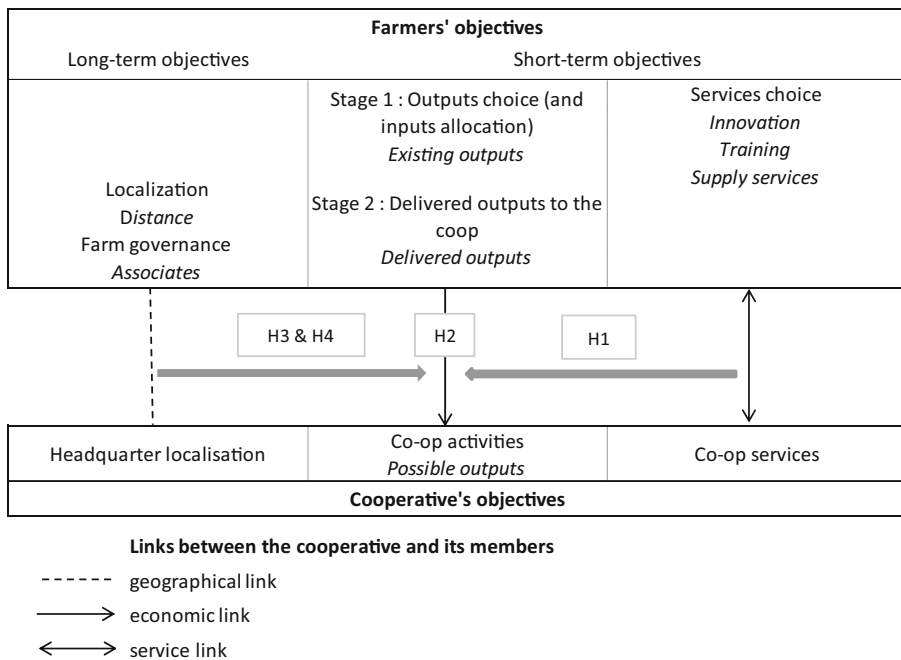 Farmers' objectives
Long-term objectives
Short-term objectives
Localization
Distance
Farm governance
Associates
Stage 1 : Outputs choice (and
inputs allocation)
Existing outputs
Stage 2 : Delivered outputs to the
coop
Delivered outputs
Services choice
Innovation
Training
Supply services
H3 & H4
H2
H1
Headquarter localisation
Co-op activities
Possible outputs
Co-op services
Cooperative's objectives
Links between the cooperative and its members
geographical link
economic link
service link